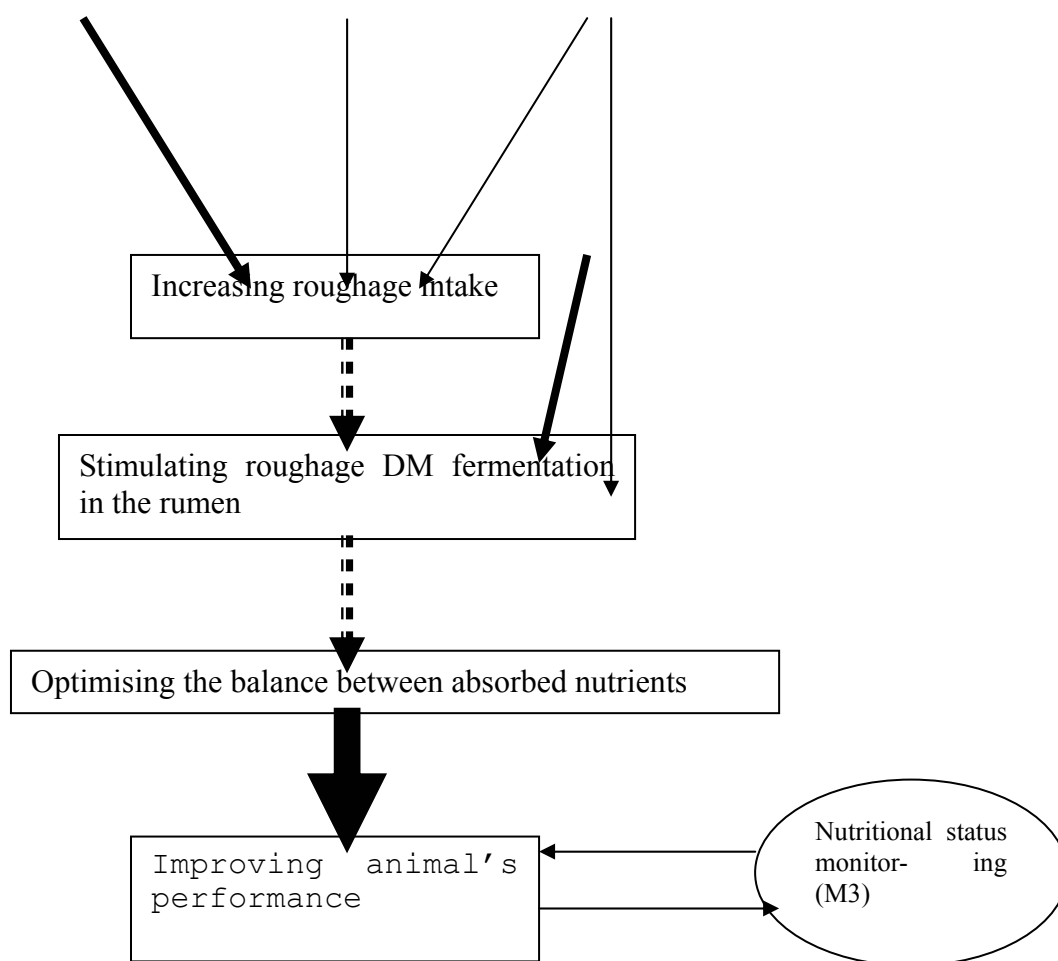 Increasing roughage intake
Stimulating roughage DM fermentation
in the rumen
Optimising the balance between absorbed nutrients
Improving animal's
performance
Nutritional status
monitor- ing
(M3)